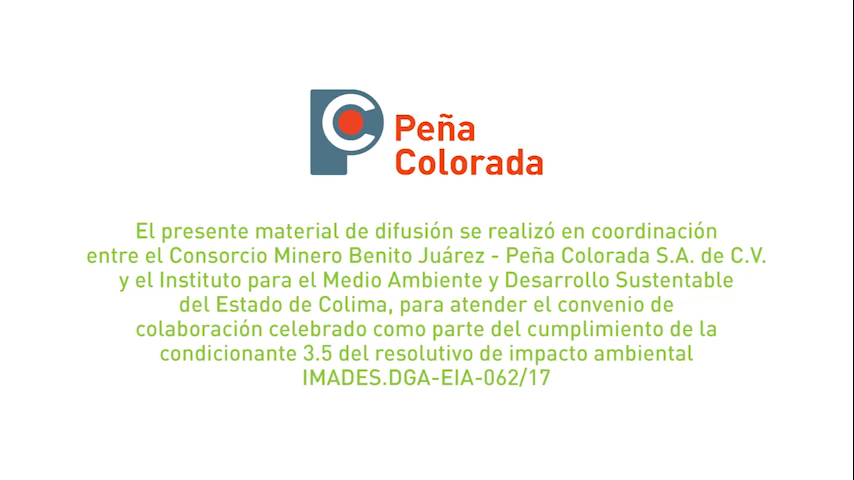 Peña
Colorada
El presente material de difusión se realizó en coordinación
entre el Consorcio Minero Benito Juárez - Peña Colorada S.A. de C.V.
y el Instituto para el Medio Ambiente y Desarrollo Sustentable
del Estado de Colima, para atender el convenio de
colaboración celebrado como parte del cumplimiento de la
condicionante 3.5 del resolutivo de impacto ambiental
IMADES.DGA-EIA-062/17